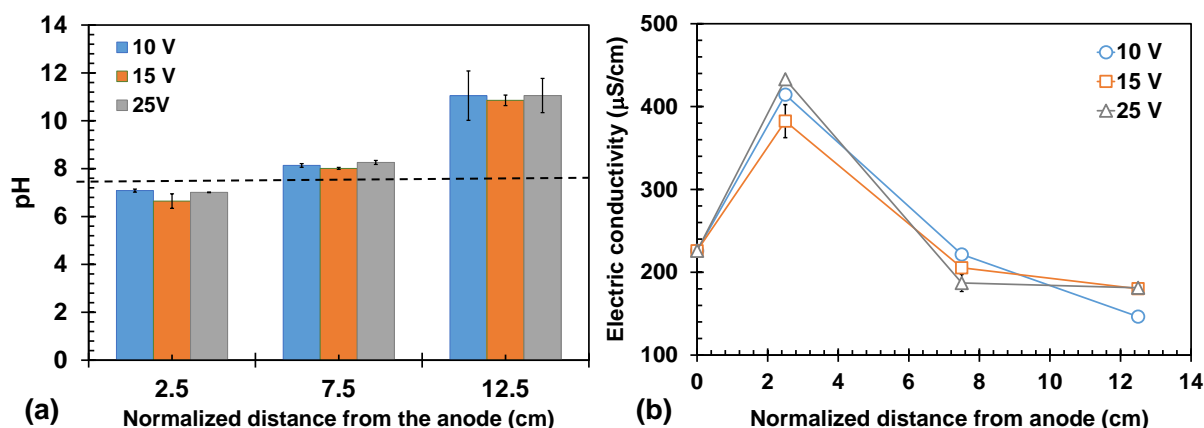 14
12
10
8
6
4
2
0
pH
10 V
15 V
25V
2.5
7.5
12.5
(a)
Normalized distance from the anode (cm)
500
400
300
200
100
Electric conductivity (µS/cm)
10 V
15 V
25 V
0
2
4
6
8
10
12
14
(b)
Normalized distance from anode (cm)